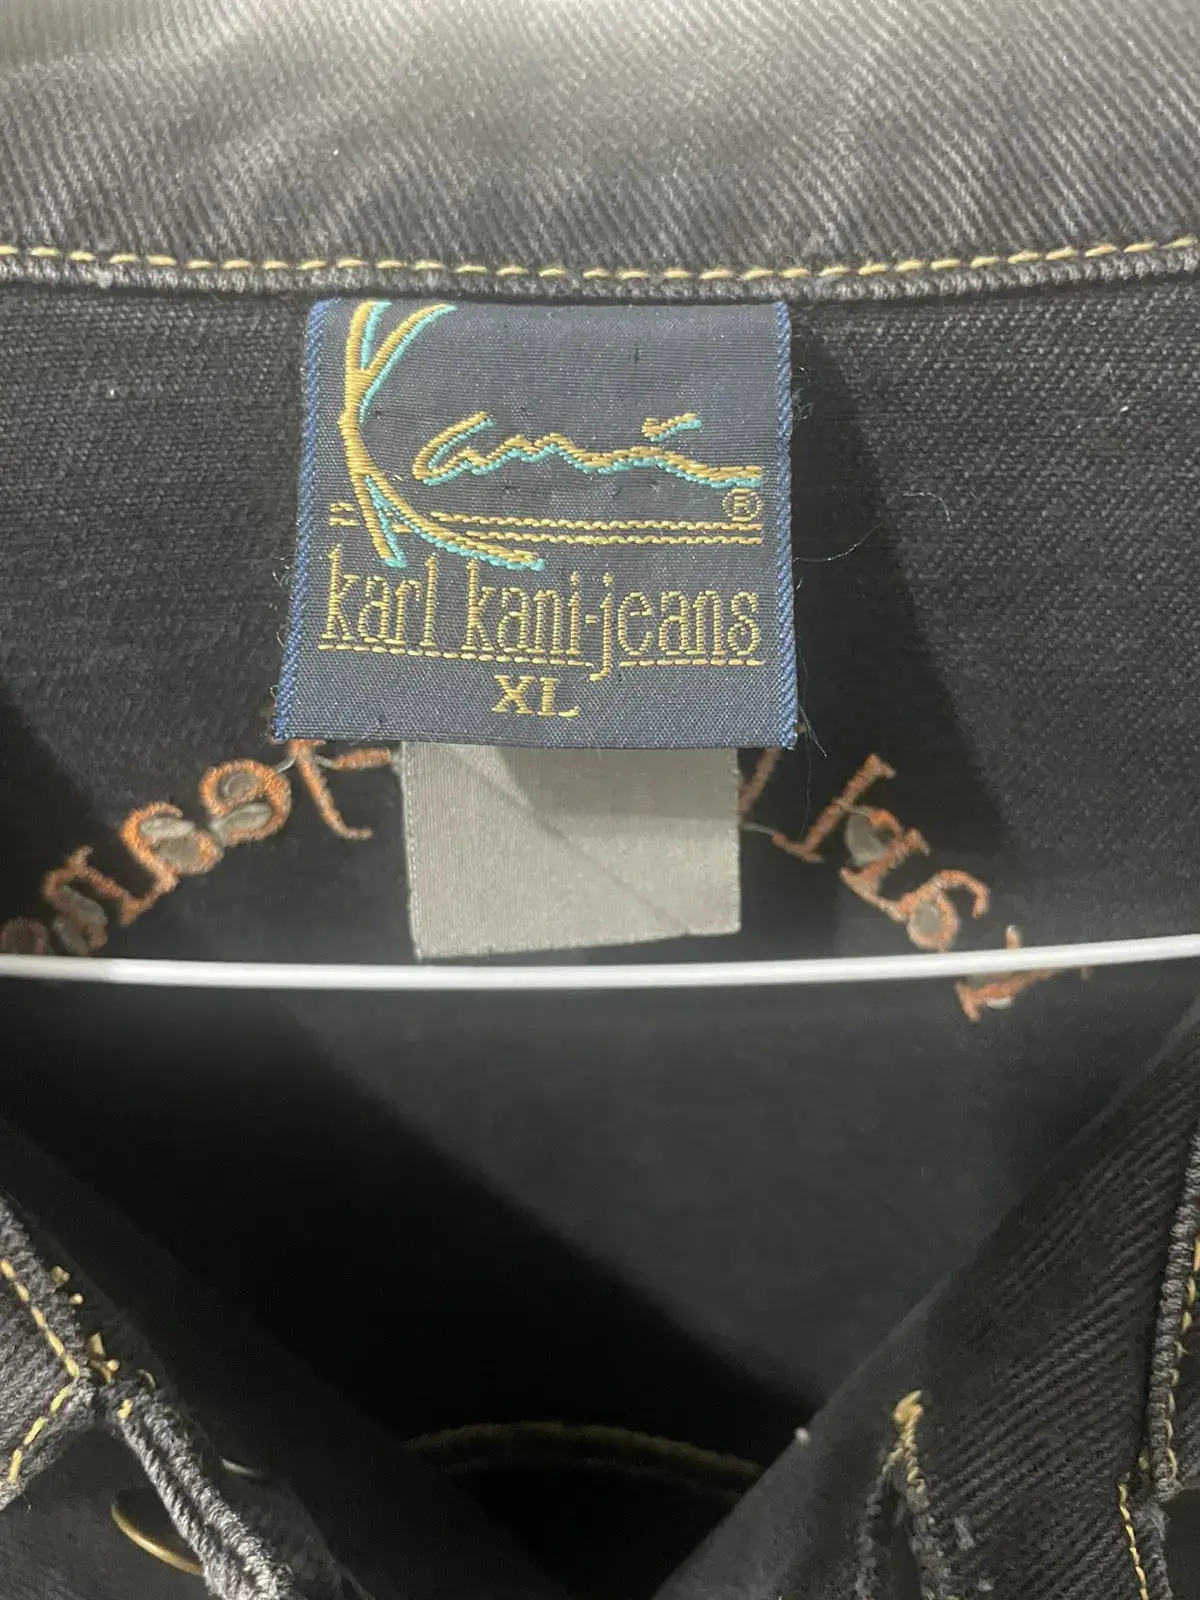 Kani ®
karl kani-jeans
XL